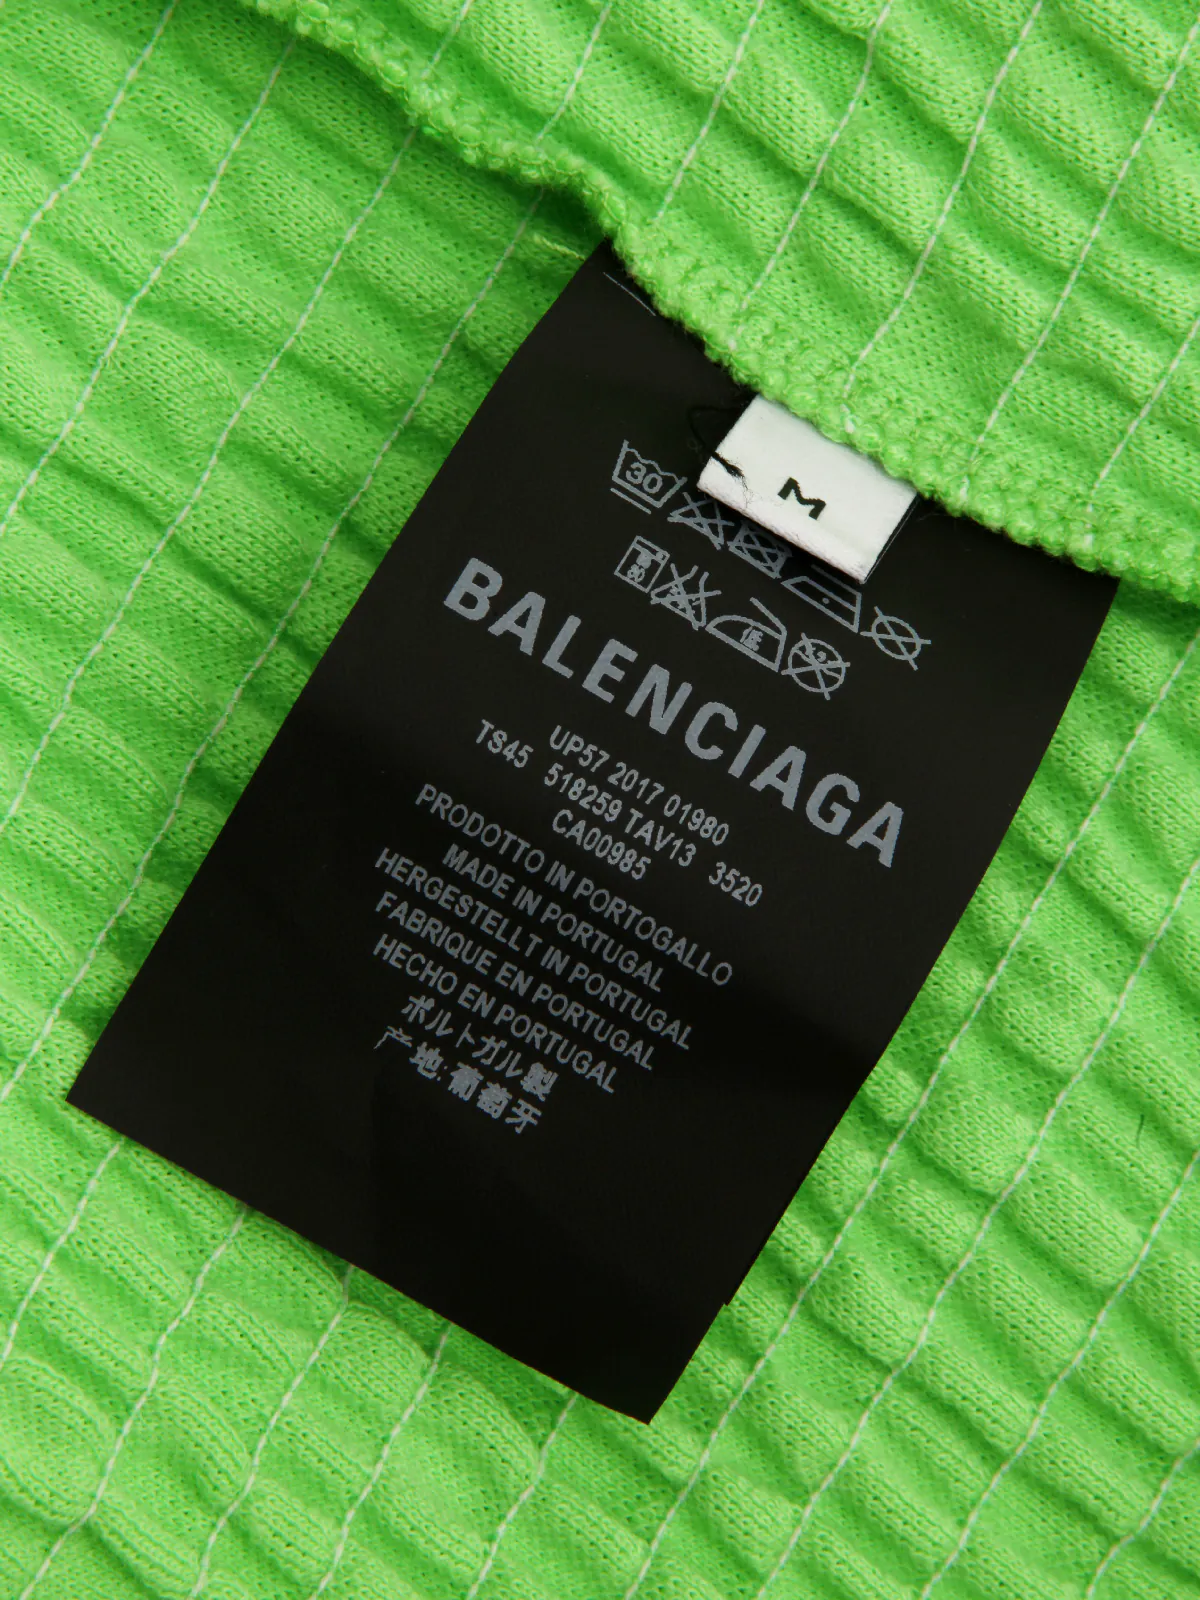 M
30
BALENCIAGA
UP57 2017 01980
TS45 518259 TAV13 3520
CA00985
PRODOTTO IN PORTOGALLO
MADE IN PORTUGAL
HERGESTELLT IN PORTUGAL
FABRIQUE EN PORTUGAL
HECHO EN PORTUGAL
ポルトガル製
产地:葡萄牙